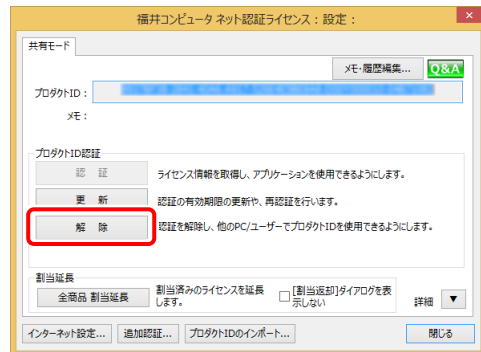 福井コンピュータ ネット認証ライセンス：設定：
共有モード
メモ・履歴編集... Q&A
プロダクトID：
メモ：
プロダクトID認証
認 証 ライセンス情報を取得し、アプリケーションを使用できるようにします。
更 新 認証の有効期限の更新や、再認証を行います。
解 除 認証を解除し、他のPC/ユーザーでプロダクトIDを使用できるようにします。
割当延長
全商品 割当延長 割当済みのライセンスを延長 [割当返却]ダイアログを表
します。 示しない 詳細 ▼
インターネット設定... 追加認証... プロダクトIDのインポート... 閉じる